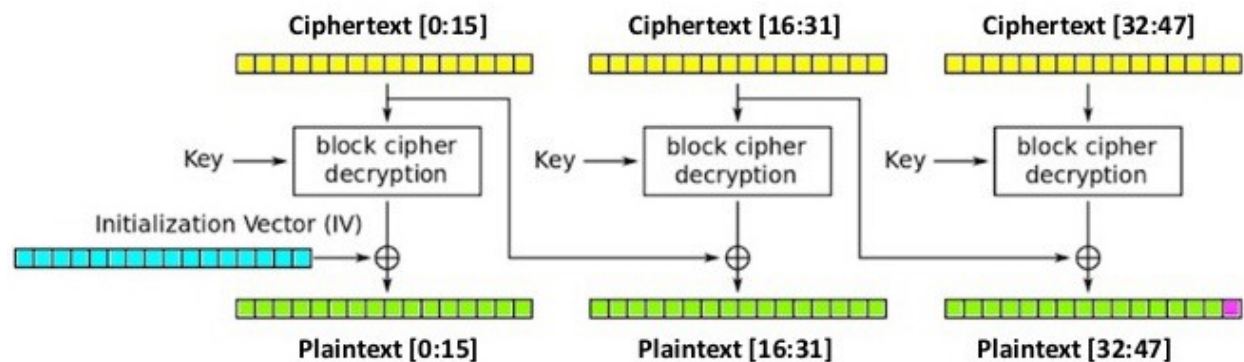 Ciphertext [0:15]
Ciphertext [16:31]
Ciphertext [32:47]
Key
block cipher
decryption
Key
block cipher
decryption
Key
block cipher
decryption
Initialization Vector (IV)
Plaintext [0:15]
Plaintext [16:31]
Plaintext [32:47]